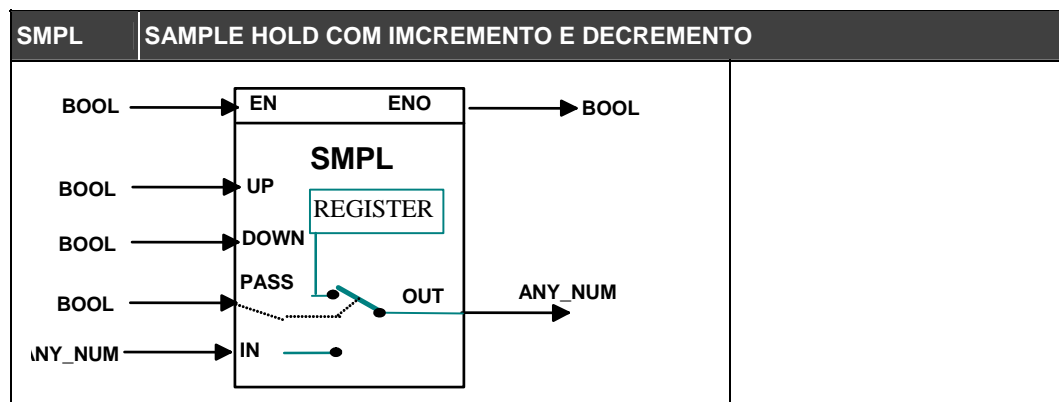 SMPL SAMPLE HOLD COM IMCREMENTO E DECREMENTO
BOOL EN ENO BOOL
SMPL
BOOL UP
REGISTER
BOOL DOWN
PASS
BOOL OUT ANY_NUM
NY_NUM IN